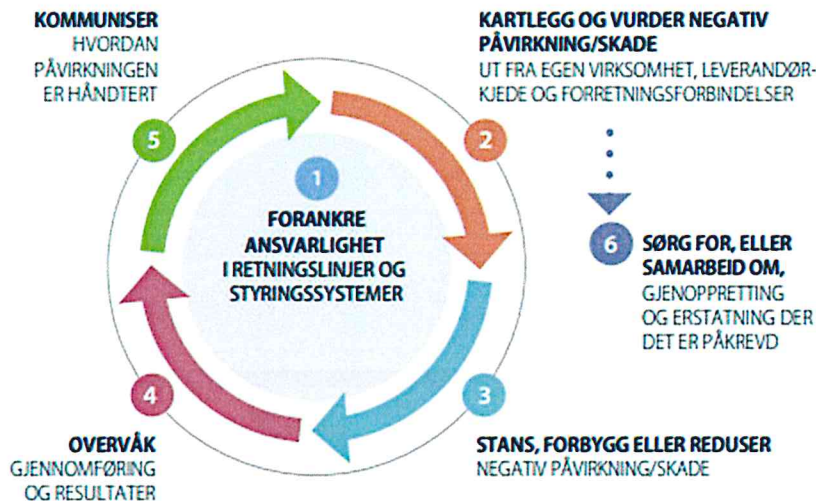 1
FORANKRE
ANSVARLIGHET
I RETNINGSLINJER OG
STYRINGSSYSTEMER
2
KARTLEGG OG VURDER NEGATIV
PÅVIRKNING/SKADE
UT FRA EGEN VIRKSOMHET, LEVERANDØR-
KJEDE OG FORRETNINGSFORBINDELSER
3
STANS, FORBYGG ELLER REDUSER
NEGATIV PÅVIRKNING/SKADE
4
OVERVÅK
GJENNOMFØRING
OG RESULTATER
5
KOMMUNISER
HVORDAN
PÅVIRKNINGEN
ER HÅNDTERT
6
SØRG FOR, ELLER
SAMARBEID OM,
GJENOPPRETTING
OG ERSTATNING DER
DET ER PÅKREVD